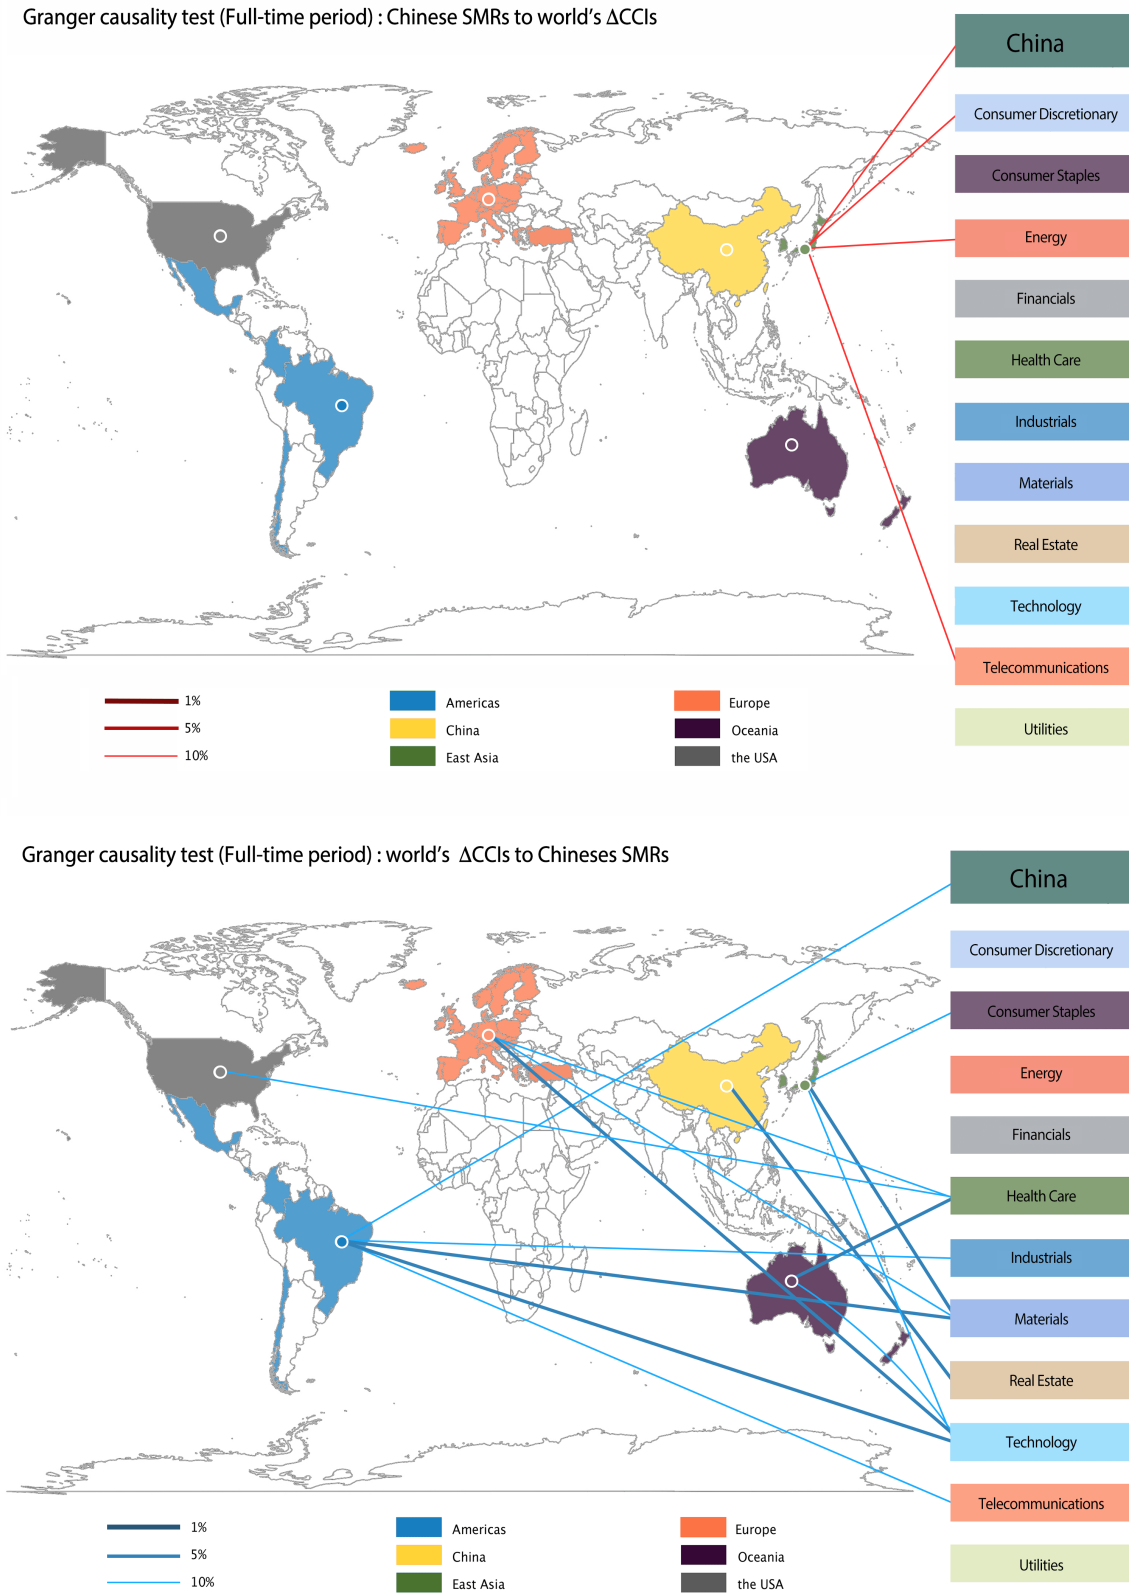 Granger causality test (Full-time period) : Chinese SMRs to world's ΔCCIs
China
Consumer Discretionary
Consumer Staples
Energy
Financials
Health Care
Industrials
Materials
Real Estate
Technology
Telecommunications
Utilities
1%
5%
10%
Americas
China
East Asia
Europe
Oceania
the USA
Granger causality test (Full-time period) : world's ΔCCIs to Chineses SMRs
China
Consumer Discretionary
Consumer Staples
Energy
Financials
Health Care
Industrials
Materials
Real Estate
Technology
Telecommunications
Utilities
1%
5%
10%
Americas
China
East Asia
Europe
Oceania
the USA